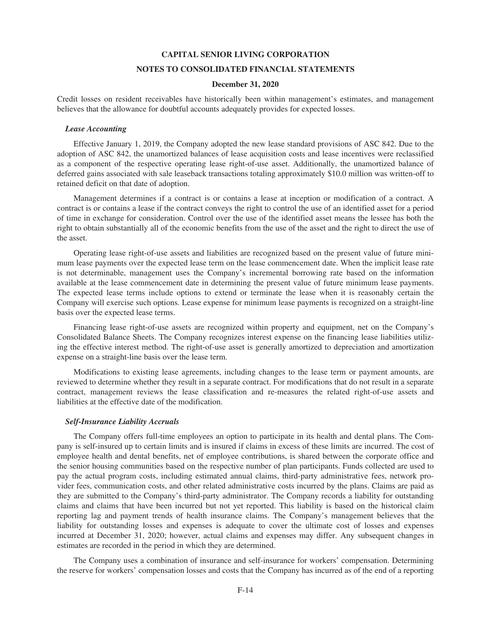 CAPITAL SENIOR LIVING CORPORATION
NOTES TO CONSOLIDATED FINANCIAL STATEMENTS
December 31, 2020
Credit losses on resident receivables have historically been within management's estimates, and management
believes that the allowance for doubtful accounts adequately provides for expected losses.
Lease Accounting
Effective January 1, 2019, the Company adopted the new lease standard provisions of ASC 842. Due to the
adoption of ASC 842, the unamortized balances of lease acquisition costs and lease incentives were reclassified
as a component of the respective operating lease right-of-use asset. Additionally, the unamortized balance of
deferred gains associated with sale leaseback transactions totaling approximately $10.0 million was written-off to
retained deficit on that date of adoption.
Management determines if a contract is or contains a lease at inception or modification of a contract. A
contract is or contains a lease if the contract conveys the right to control the use of an identified asset for a period
of time in exchange for consideration. Control over the use of the identified asset means the lessee has both the
right to obtain substantially all of the economic benefits from the use of the asset and the right to direct the use of
the asset.
Operating lease right-of-use assets and liabilities are recognized based on the present value of future mini-
mum lease payments over the expected lease term on the lease commencement date. When the implicit lease rate
is not determinable, management uses the Company's incremental borrowing rate based on the information
available at the lease commencement date in determining the present value of future minimum lease payments.
The expected lease terms include options to extend or terminate the lease when it is reasonably certain the
Company will exercise such options. Lease expense for minimum lease payments is recognized on a straight-line
basis over the expected lease terms.
Financing lease right-of-use assets are recognized within property and equipment, net on the Company's
Consolidated Balance Sheets. The Company recognizes interest expense on the financing lease liabilities utiliz-
ing the effective interest method. The right-of-use asset is generally amortized to depreciation and amortization
expense on a straight-line basis over the lease term.
Modifications to existing lease agreements, including changes to the lease term or payment amounts, are
reviewed to determine whether they result in a separate contract. For modifications that do not result in a separate
contract, management reviews the lease classification and re-measures the related right-of-use assets and
liabilities at the effective date of the modification.
Self-Insurance Liability Accruals
The Company offers full-time employees an option to participate in its health and dental plans. The Com-
pany is self-insured up to certain limits and is insured if claims in excess of these limits are incurred. The cost of
employee health and dental benefits, net of employee contributions, is shared between the corporate office and
the senior housing communities based on the respective number of plan participants. Funds collected are used to
pay the actual program costs, including estimated annual claims, third-party administrative fees, network pro-
vider fees, communication costs, and other related administrative costs incurred by the plans. Claims are paid as
they are submitted to the Company's third-party administrator. The Company records a liability for outstanding
claims and claims that have been incurred but not yet reported. This liability is based on the historical claim
reporting lag and payment trends of health insurance claims. The Company's management believes that the
liability for outstanding losses and expenses is adequate to cover the ultimate cost of losses and expenses
incurred at December 31, 2020; however, actual claims and expenses may differ. Any subsequent changes in
estimates are recorded in the period in which they are determined.
The Company uses a combination of insurance and self-insurance for workers' compensation. Determining
the reserve for workers' compensation losses and costs that the Company has incurred as of the end of a reporting
F-14